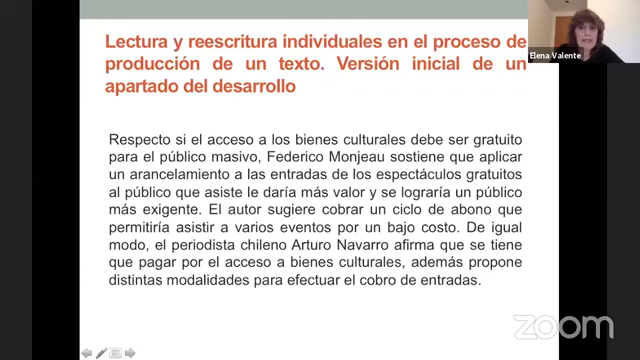 Lectura y reescritura individuales en el proceso de
producción de un texto. Versión inicial de un
apartado del desarrollo
Elena Valente
Respecto si el acceso a los bienes culturales debe ser gratuito
para el público masivo, Federico Monjeau sostiene que aplicar
un arancelamiento a las entradas de los espectáculos gratuitos
al público que asiste le daría más valor y se lograría un público
más exigente. El autor sugiere cobrar un ciclo de abono que
permitiría asistir a varios eventos por un bajo costo. De igual
modo, el periodista chileno Arturo Navarro afirma que se tiene
que pagar por el acceso a bienes culturales, además propone
distintas modalidades para efectuar el cobro de entradas.
zoom